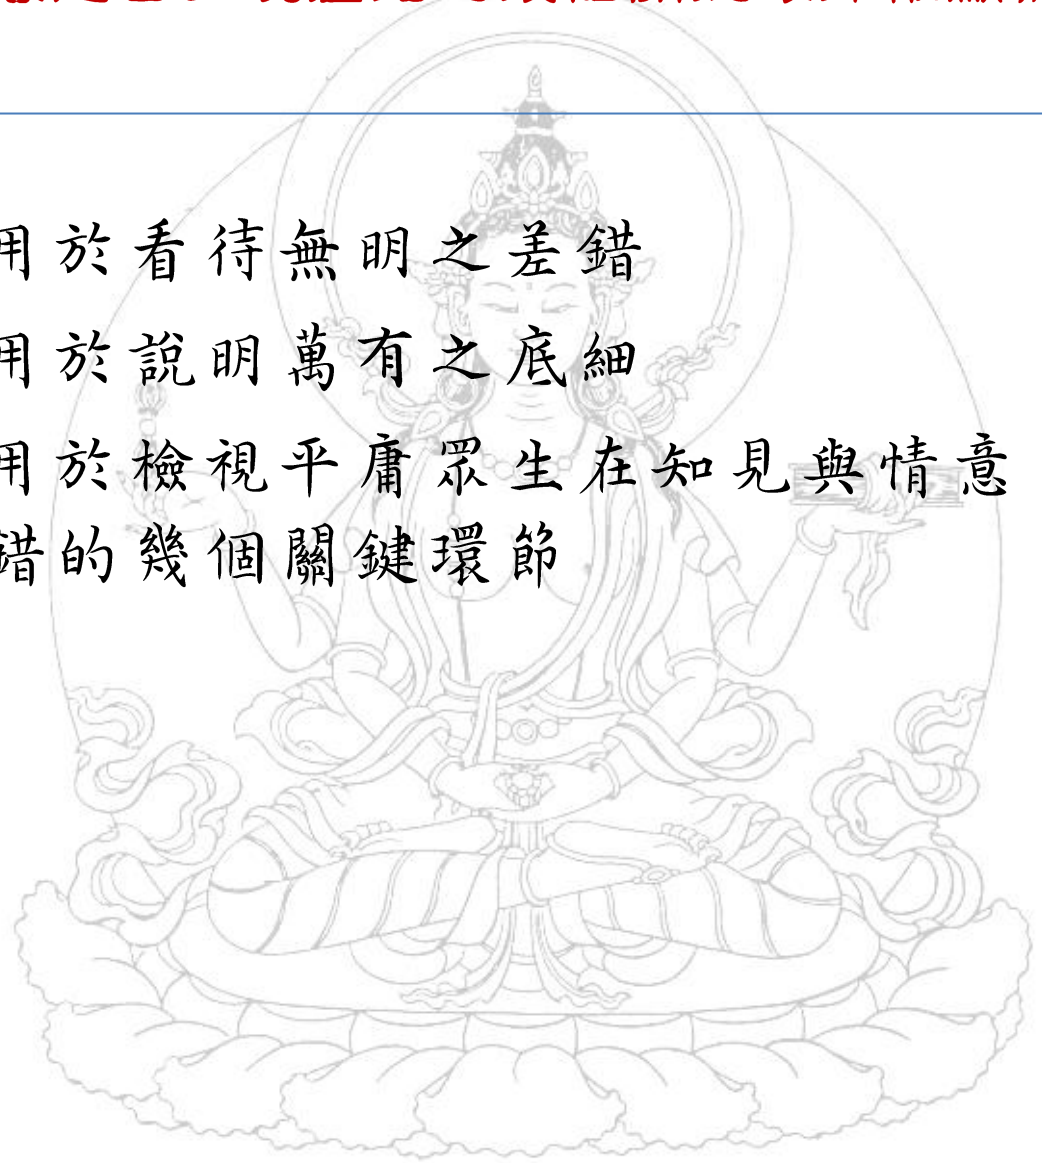 用於看待無明之差錯
用於說明萬有之底細
用於檢視平庸眾生在知見與情意
錯的幾個關鍵環節